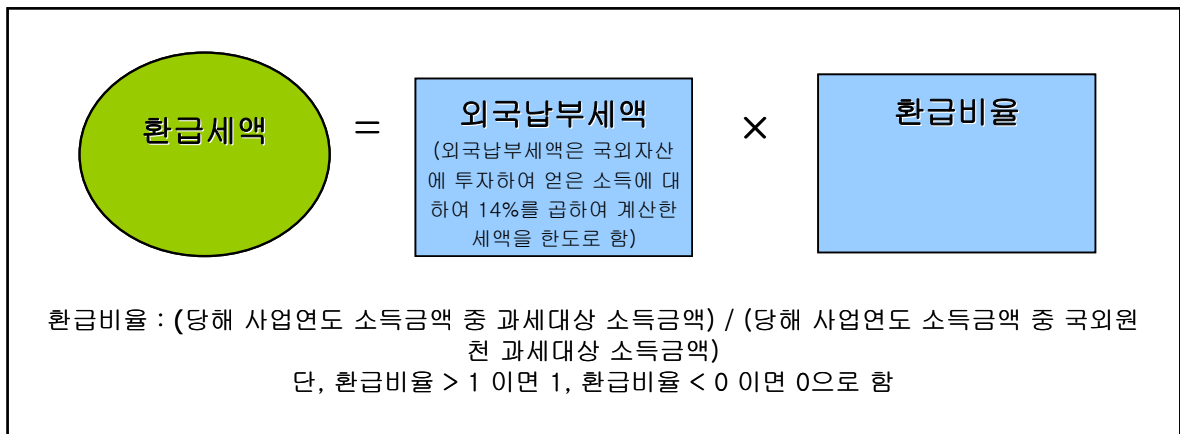 환급세액
=
외국납부세액
(외국납부세액은 국외자산
에 투자하여 얻은 소득에 대
하여 14%를 곱하여 계산한
세액을 한도로 함)
×
환급비율
환급비율 : (당해 사업연도 소득금액 중 과세대상 소득금액) / (당해 사업연도 소득금액 중 국외원
천 과세대상 소득금액)
단, 환급비율 > 1 이면 1, 환급비율 < 0 이면 0으로 함